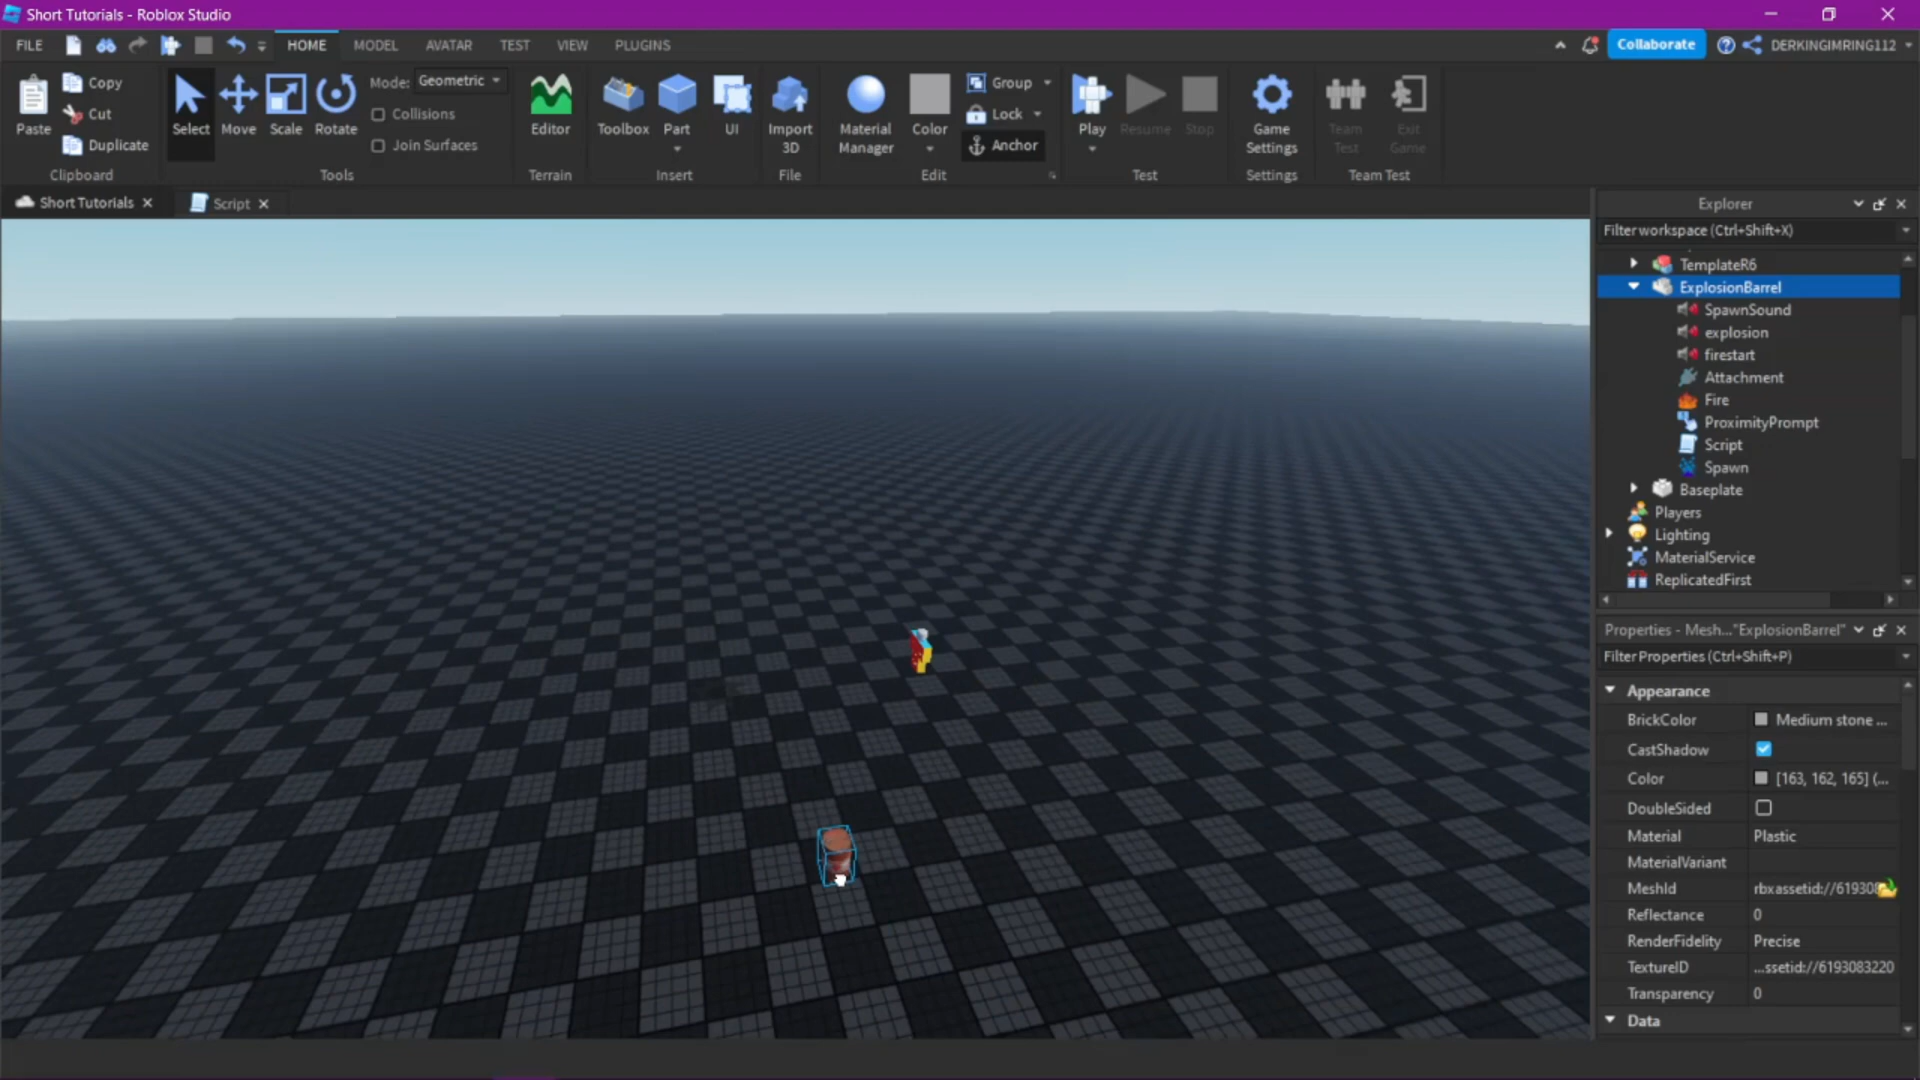 Short Tutorials - Roblox Studio
FILE
HOME
MODEL
AVATAR
TEST
VIEW
PLUGINS
Collaborate
DERKINGIMRING112
Paste
Copy
Cut
Duplicate
Clipboard
Select
Move
Scale
Rotate
Mode: Geometric
Collisions
Join Surfaces
Tools
Editor
Terrain
Toolbox
Part
UI
Insert
Import
3D
File
Material
Manager
Color
Group
Lock
Anchor
Edit
Play
Resume
Stop
Test
Game
Settings
Settings
Team
Test
Exit
Game
Team Test
Short Tutorials
Script
Explorer
Filter workspace (Ctrl+Shift+X)
TemplateR6
ExplosionBarrel
SpawnSound
explosion
firestart
Attachment
Fire
ProximityPrompt
Script
Spawn
Baseplate
Players
Lighting
MaterialService
ReplicatedFirst
Properties - Mesh..."ExplosionBarrel"
Filter Properties (Ctrl+Shift+P)
Appearance
BrickColor Medium stone ...
CastShadow
Color [163, 162, 165] (...
DoubleSided
Material Plastic
MaterialVariant
MeshId rbxassetid://61930
Reflectance 0
RenderFidelity Precise
TextureID ...ssetid://6193083220
Transparency 0
Data